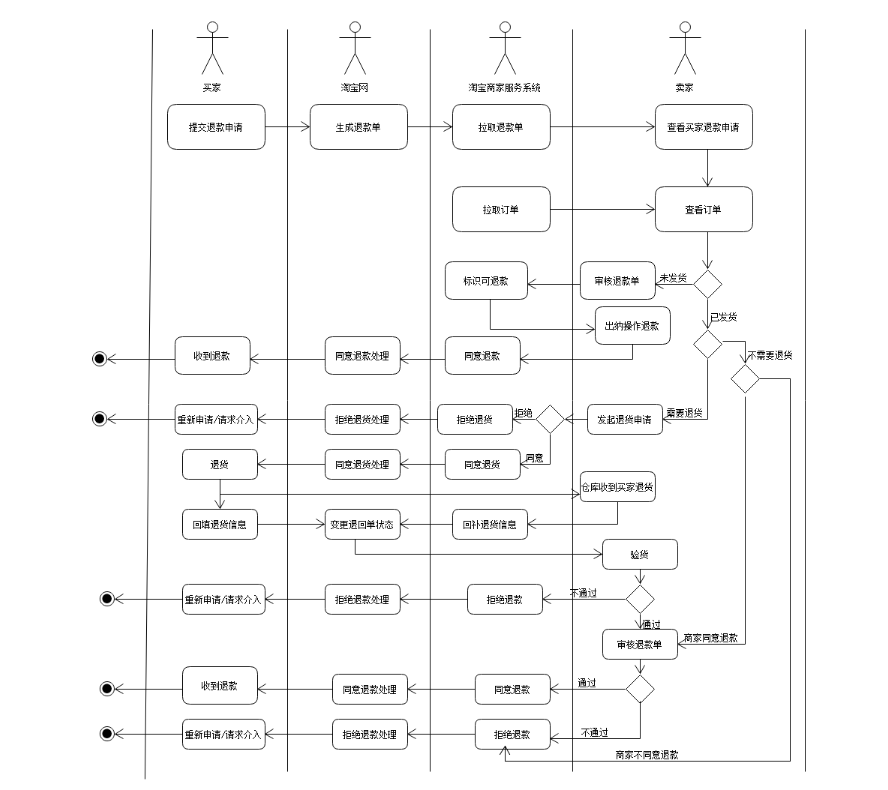 买家
淘宝网
淘宝商家服务系统
卖家
提交退款申请
生成退款单
拉取退款单
查看买家退款申请
拉取订单
查看订单
标识可退款
审核退款单
未发货
出纳操作退款
已发货
收到退款
同意退款处理
同意退款
不需要退货
重新申请/请求介入
拒绝退货处理
拒绝退货
拒绝
发起退货申请
需要退货
退货
同意退货处理
同意退货
同意
仓库收到买家退货
回填退货信息
变更退回单状态
回补退货信息
验货
重新申请/请求介入
拒绝退款处理
拒绝退款
不通过
通过
审核退款单
商家同意退款
收到退款
同意退款处理
同意退款
通过
重新申请/请求介入
拒绝退款处理
拒绝退款
不通过
商家不同意退款